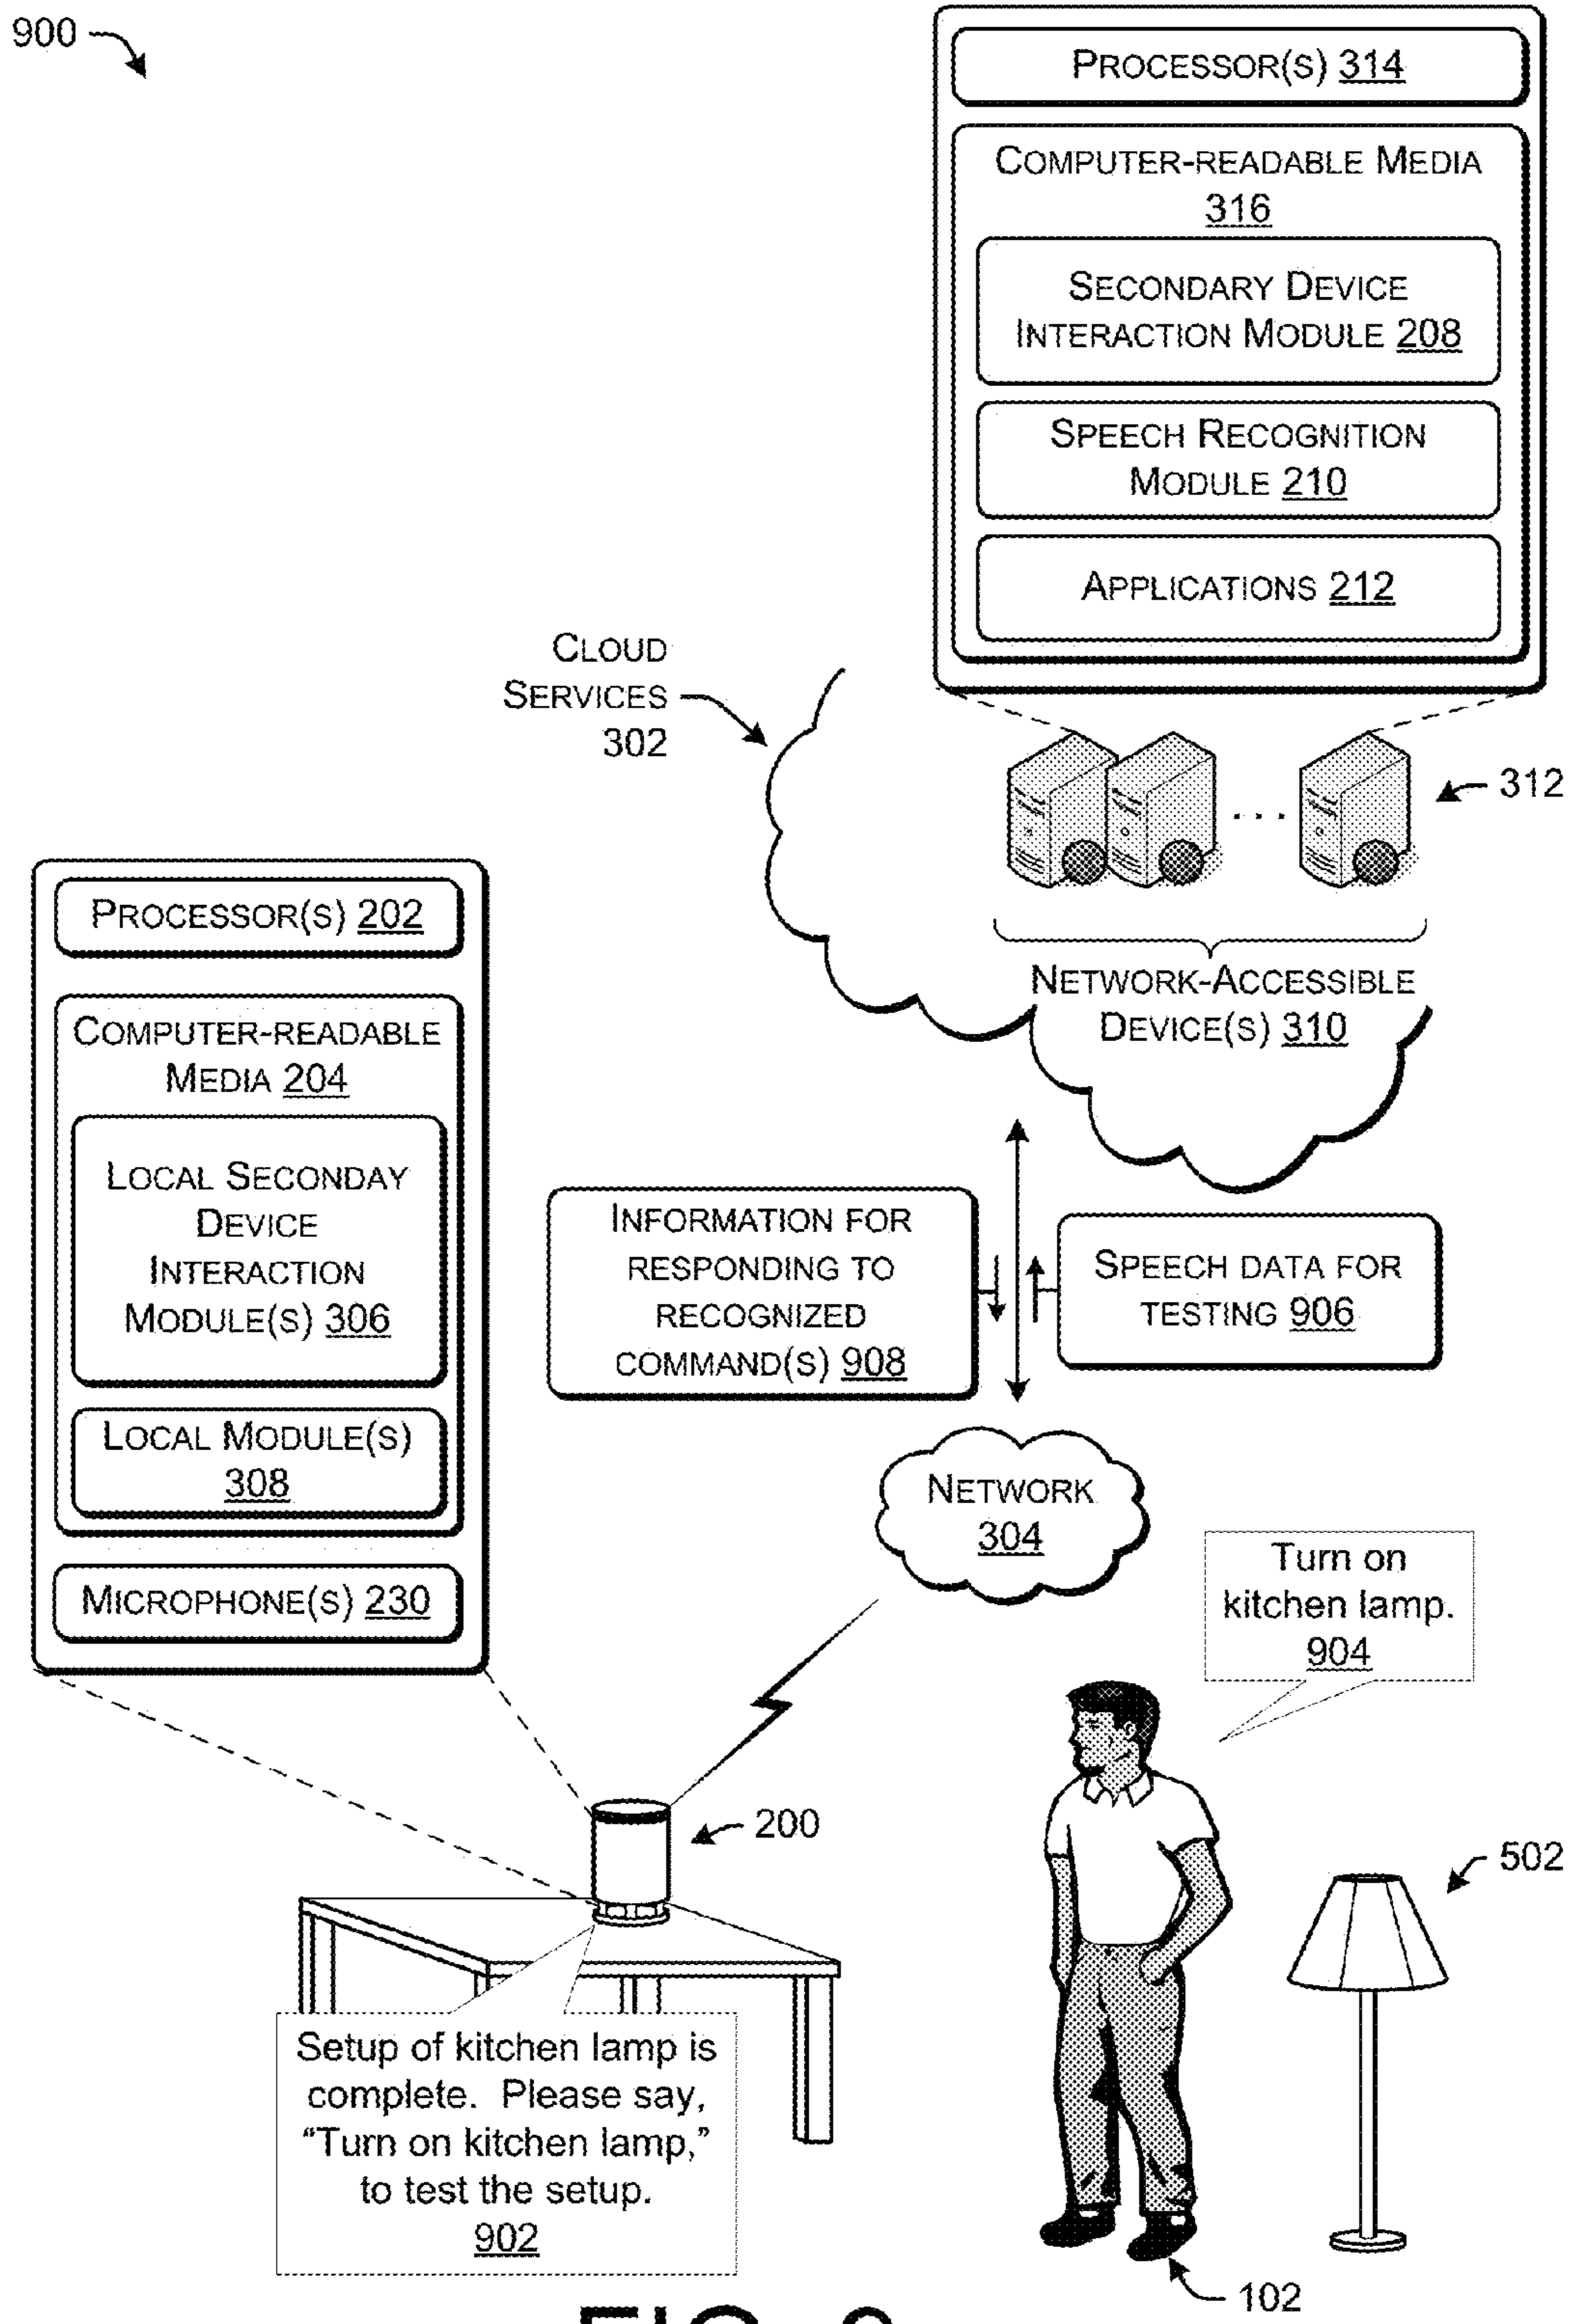 900
PROCESSOR(S) 314
COMPUTER-READABLE MEDIA
316
SECONDARY DEVICE
INTERACTION MODULE 208
SPEECH RECOGNITION
MODULE 210
APPLICATIONS 212
CLOUD
SERVICES
302
312
NETWORK-ACCESSIBLE
DEVICE(S) 310
PROCESSOR(S) 202
COMPUTER-READABLE
MEDIA 204
LOCAL SECONDAY
DEVICE
INTERACTION
MODULE(S) 306
LOCAL MODULE(S)
308
MICROPHONE(S) 230
INFORMATION FOR
RESPONDING TO
RECOGNIZED
COMMAND(S) 908
SPEECH DATA FOR
TESTING 906
NETWORK
304
Turn on
kitchen lamp.
904
200
502
Setup of kitchen lamp is
complete. Please say,
“Turn on kitchen lamp,”
to test the setup.
902
102